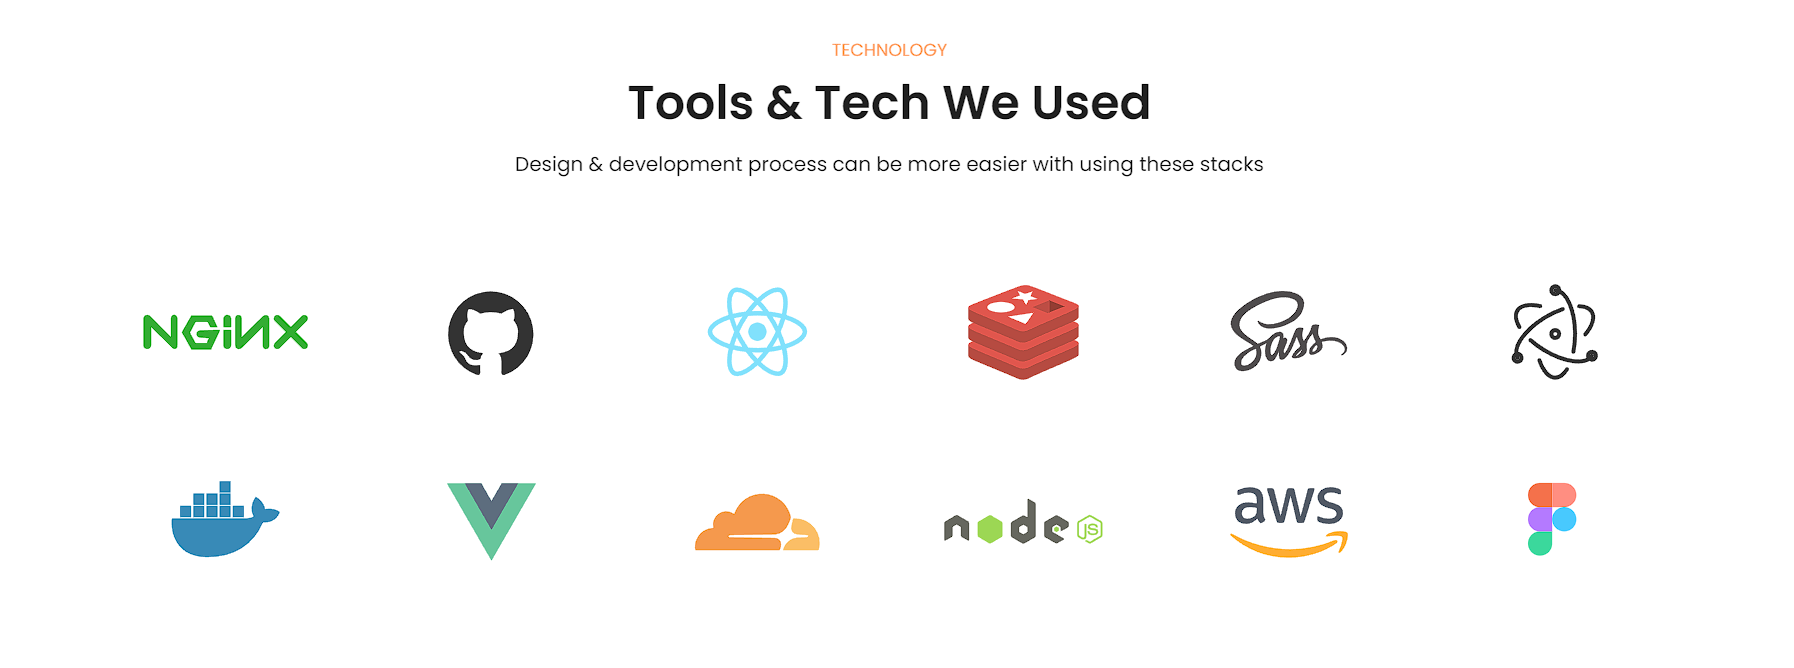 TECHNOLOGY
Tools & Tech We Used
Design & development process can be more easier with using these stacks
NGiNX
Sass
node JS
aws